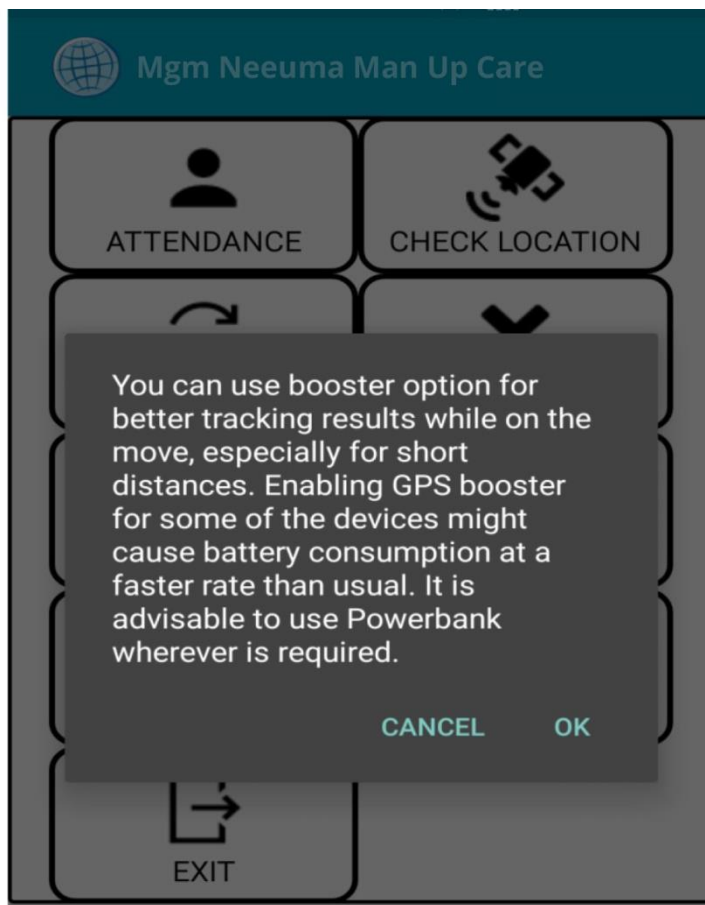 Mgm Neeuma Man Up Care
ATTENDANCE
CHECK LOCATION
You can use booster option for
better tracking results while on the
move, especially for short
distances. Enabling GPS booster
for some of the devices might
cause battery consumption at a
faster rate than usual. It is
advisable to use Powerbank
wherever is required.
CANCEL
OK
EXIT